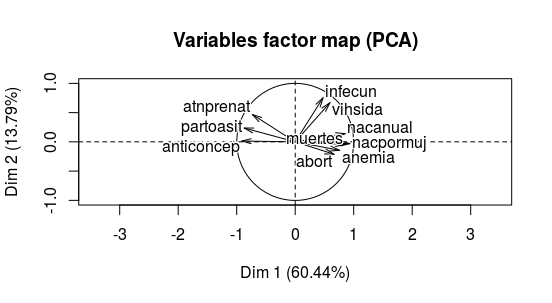 Variables factor map (PCA)
Dim 2 (13.79%)
1.0
0.0
-1.0
infecun
atnprenat
vihsida
partoasit
nacanual
muertes
nacpormuj
anticoncep
anemia
abort
-3 -2 -1 0 1 2 3
Dim 1 (60.44%)